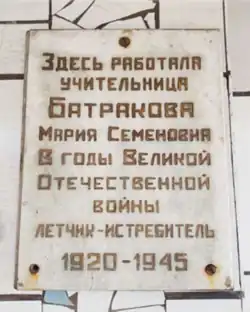 Здесь работала
учительница
Батракова
Мария Семеновна
В годы Великой
Отечественной
войны
летчик-истребитель
1920-1945